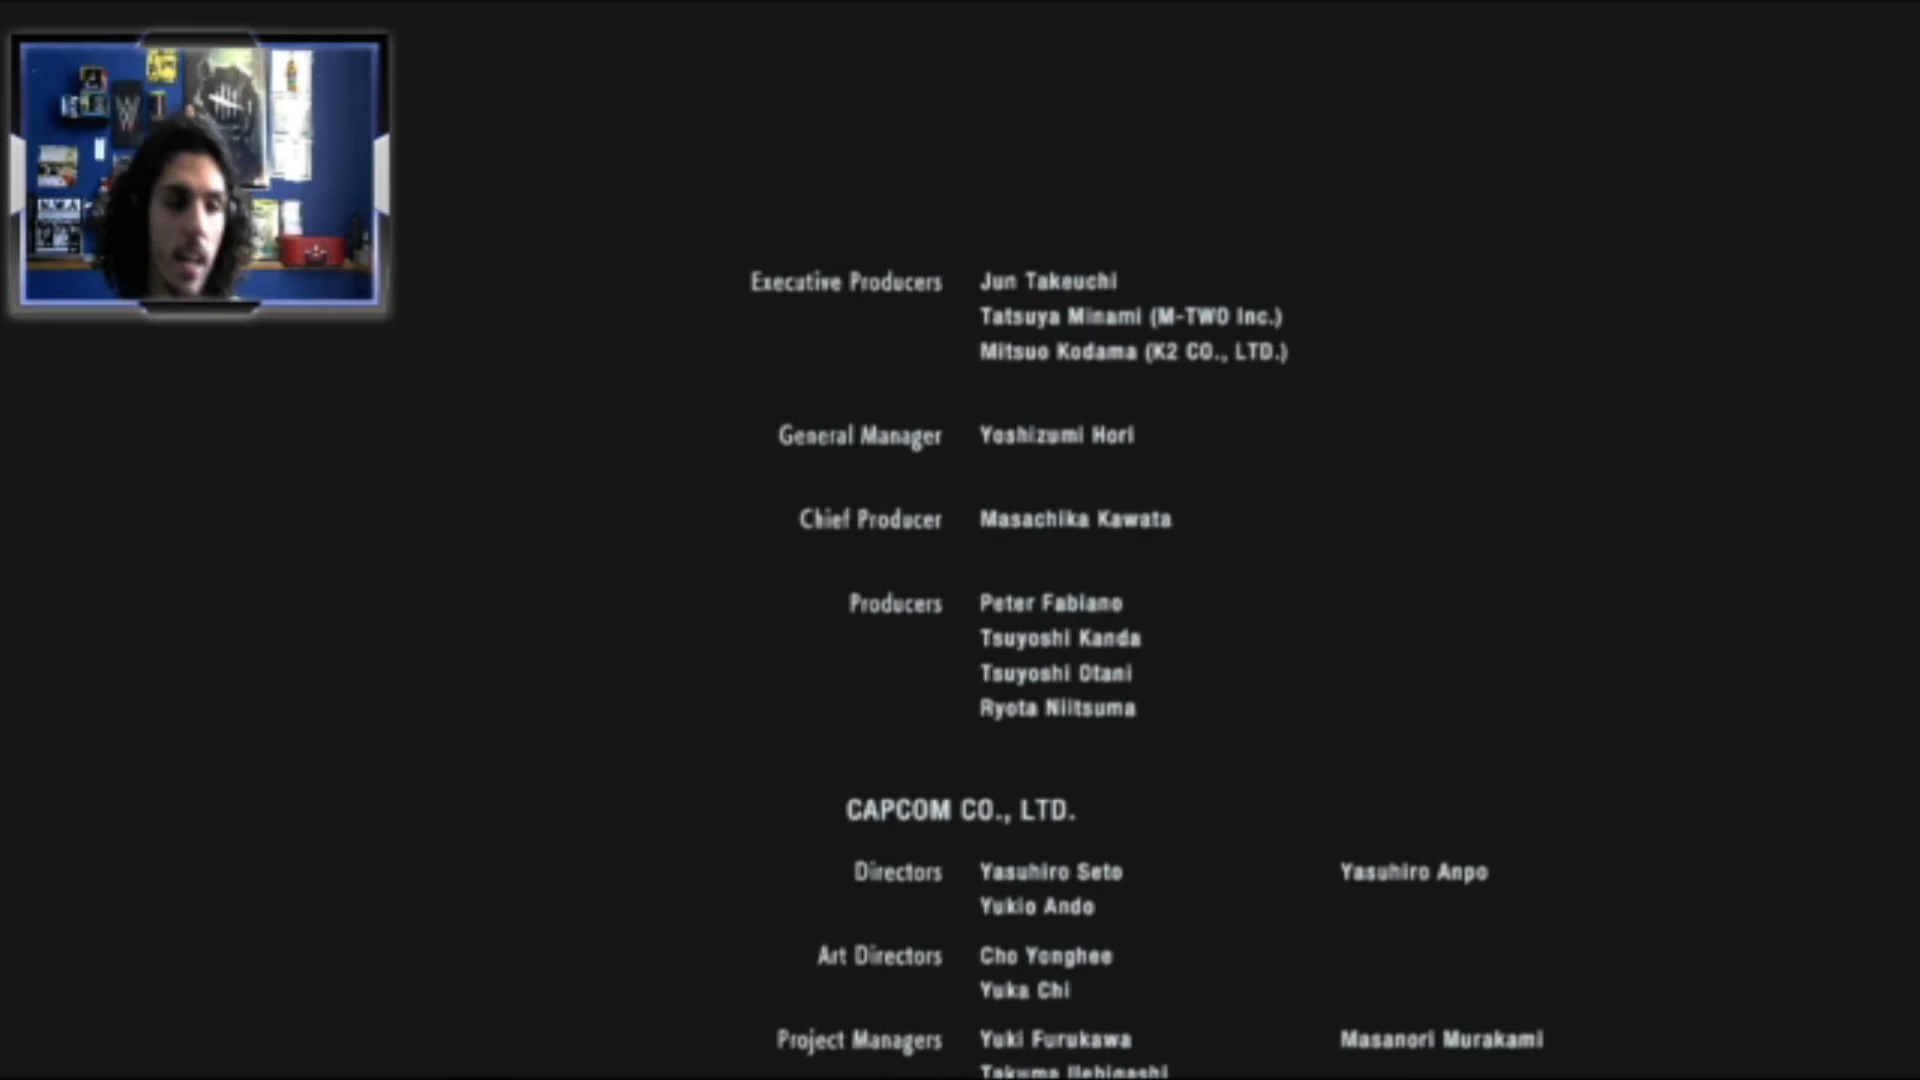 Executive Producers Jun Takeuchi
Tatsuya Minami (M-TWO Inc.)
Mitsuo Kodama (K2 CO., LTD.)
General Manager Yoshizumi Hori
Chief Producer Masachika Kawata
Producers Peter Fabiano
Tsuyoshi Kanda
Tsuyoshi Otani
Ryota Niitsuma
CAPCOM CO., LTD.
Directors Yasuhiro Seto Yasuhiro Anpo
Yukio Ando
Art Directors Cho Yonghee
Yuka Chi
Project Managers Yuki Furukawa Masanori Murakami